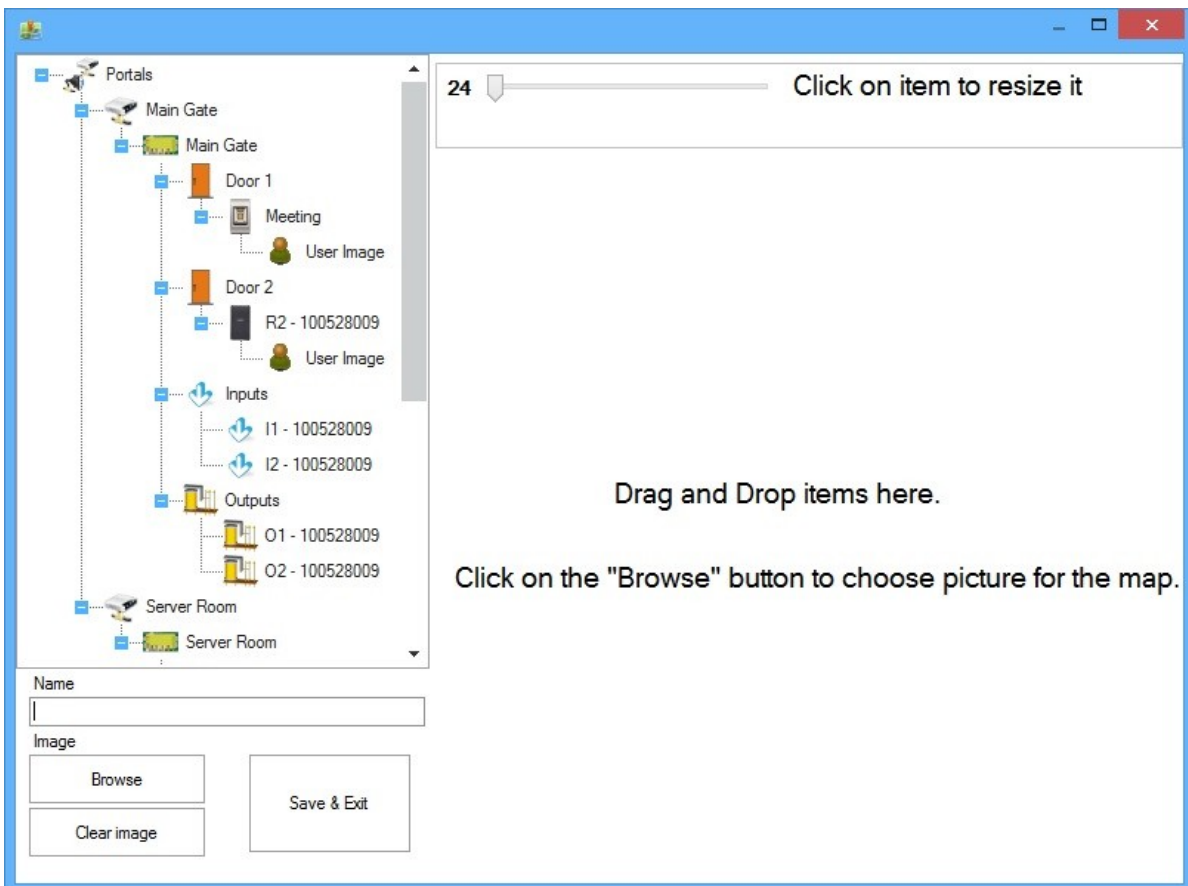 Portals
Main Gate
Main Gate
Door 1
Meeting
User Image
Door 2
R2 - 100528009
User Image
Inputs
I1 - 100528009
I2 - 100528009
Outputs
O1 - 100528009
O2 - 100528009
Server Room
Server Room
Name
Image
Browse
Clear image
Save & Exit
24
Click on item to resize it
Drag and Drop items here.
Click on the "Browse" button to choose picture for the map.